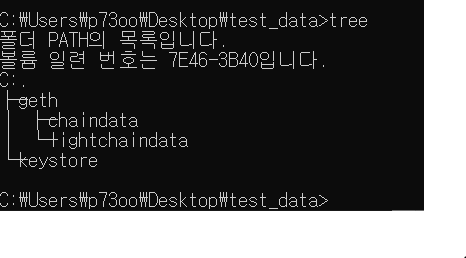 C:\Users\p73oo\Desktop\test_data>tree
폴더 PATH의 목록입니다.
볼륨 일련 번호는 7E46-3B40입니다.
C:.
├─geth
│  ├─chaindata
│  └─lightchaindata
└─keystore
C:\Users\p73oo\Desktop\test_data>